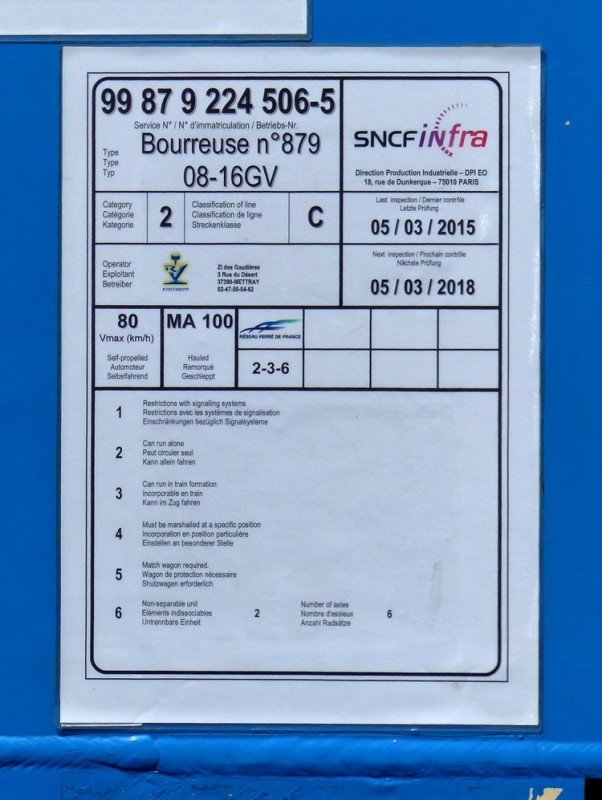 99 87 9 224 506-5
Service N° / N° d'immatriculation / Betriebs-Nr.
Type
Type
Typ
Bourreuse n°879
08-16GV
SNCF infra
Direction Production Industrielle – DPI EO
18, rue de Dunkerque – 75010 PARIS
Category
Catégorie
Kategorie
2
Classification of line
Classification de ligne
Streckenklasse
C
Last inspection / Dernier contrôle
Letzte Prüfung
05 / 03 / 2015
Operator
Exploitant
Betreiber
ZI des Gaudières
3 Rue du Désert
37390-METTRAY
Next inspection / Prochain contrôle
Nächste Prüfung
05 / 03 / 2018
80
Vmax (km/h)
Self-propelled
Automoteur
Selbstfahrend
MA 100
Hauled
Remorqué
Geschleppt
RÉSEAU FERRÉ DE FRANCE
2-3-6
1
Restrictions with signalling systems
Restrictions avec les systèmes de signalisation
Einschränkungen bezüglich Signalsysteme
2
Can run alone
Peut circuler seul
Kann allein fahren
3
Can run in train formation
Incorporable en train
Kann im Zug fahren
4
Must be marshalled at a specific position
Incorporation en position particulière
Einstellen an besonderer Stelle
5
Match wagon required.
Wagon de protection nécessaire
Shutzwagen erforderlich
6
Non-separable unit
Eléments indissociables
Untrennbare Einheit
2
Number of axles
Nombre d'essieux
Anzahl Radsätze
6